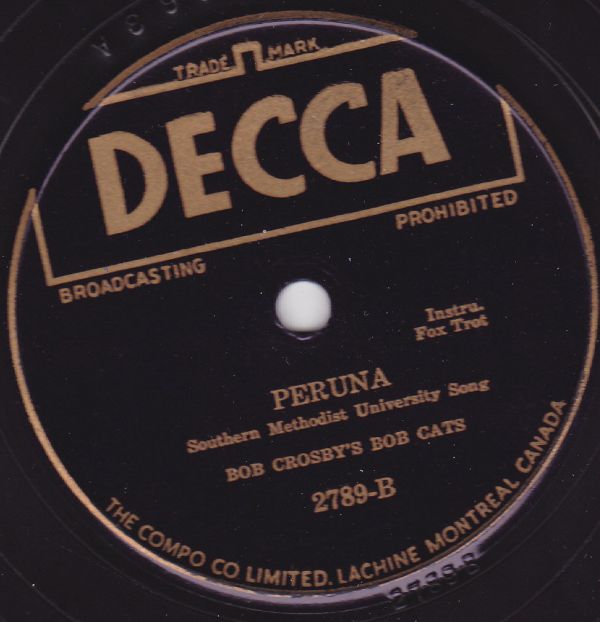 TRADE MARK
DECCA
BROADCASTING PROHIBITED
Instru.
Fox Trot
PERUNA
Southern Methodist University Song
BOB CROSBY'S BOB CATS
2789-B
THE COMPO CO LIMITED. LACHINE MONTREAL CANADA